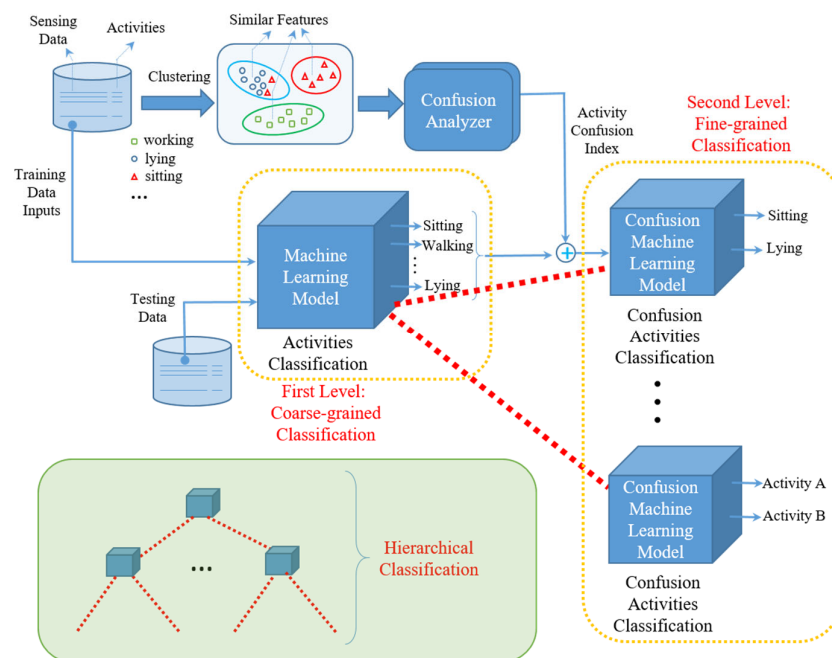 Sensing
Data
Activities
Similar Features
Clustering
Confusion
Analyzer
working
lying
sitting
...
Activity
Confusion
Index
Second Level:
Fine-grained
Classification
Training
Data
Inputs
Machine
Learning
Model
Sitting
Walking
⋮
Lying
Activities
Classification
Testing
Data
First Level:
Coarse-grained
Classification
+
Confusion
Machine
Learning
Model
Sitting
Lying
Confusion
Activities
Classification
Confusion
Machine
Learning
Model
Activity A
Activity B
Confusion
Activities
Classification
...
Hierarchical
Classification